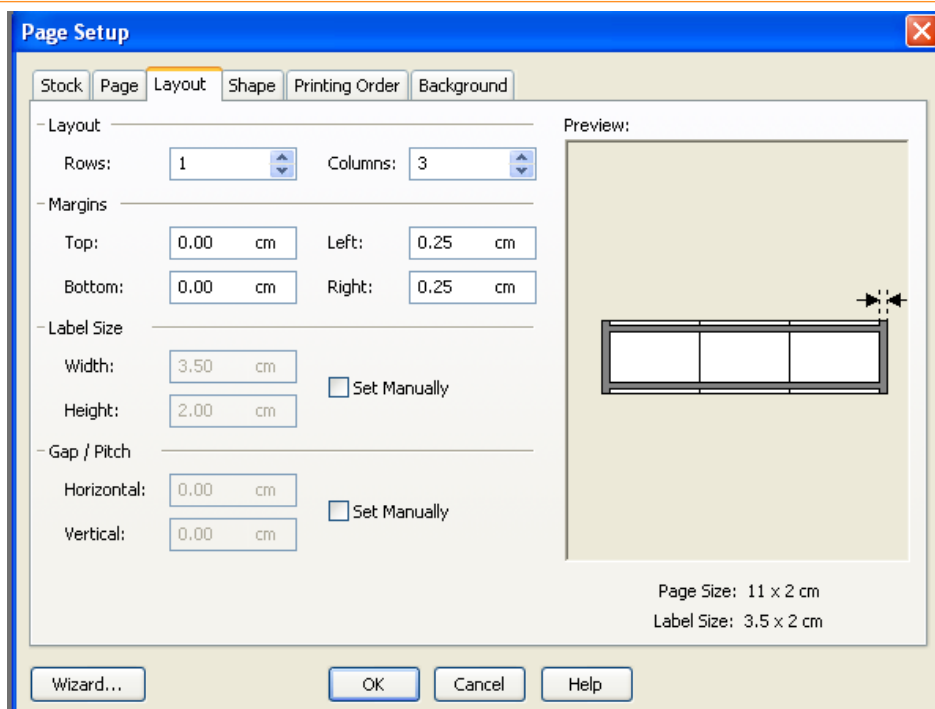 Page Setup
Stock Page Layout Shape Printing Order Background
Layout
Rows: 1 Columns: 3
Margins
Top: 0.00 cm Left: 0.25 cm
Bottom: 0.00 cm Right: 0.25 cm
Label Size
Width: 3.50 cm
Set Manually
Height: 2.00 cm
Gap / Pitch
Horizontal: 0.00 cm
Set Manually
Vertical: 0.00 cm
Preview:
Page Size: 11 x 2 cm
Label Size: 3.5 x 2 cm
Wizard... OK Cancel Help